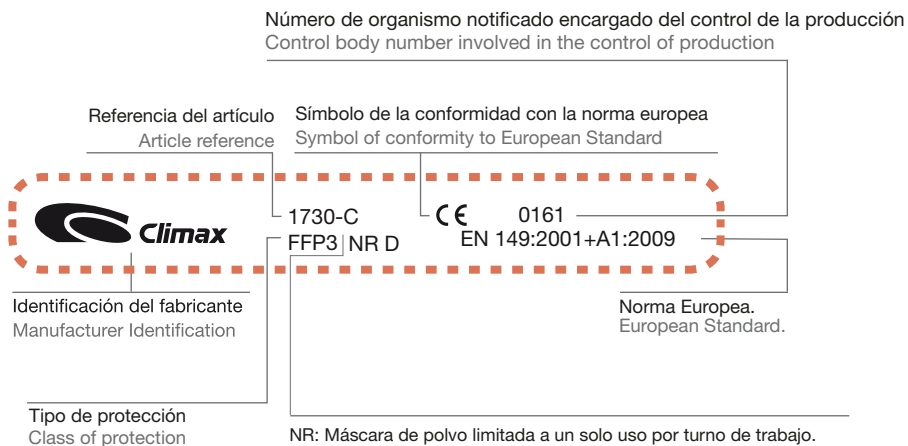 Número de organismo notificado encargado del control de la producción
Control body number involved in the control of production
Referencia del artículo
Article reference
Símbolo de la conformidad con la norma europea
Symbol of conformity to European Standard
Climax
1730-C
FFP3 NR D
CE 0161
EN 149:2001+A1:2009
Identificación del fabricante
Manufacturer Identification
Norma Europea.
European Standard.
Tipo de protección
Class of protection
NR: Máscara de polvo limitada a un solo uso por turno de trabajo.